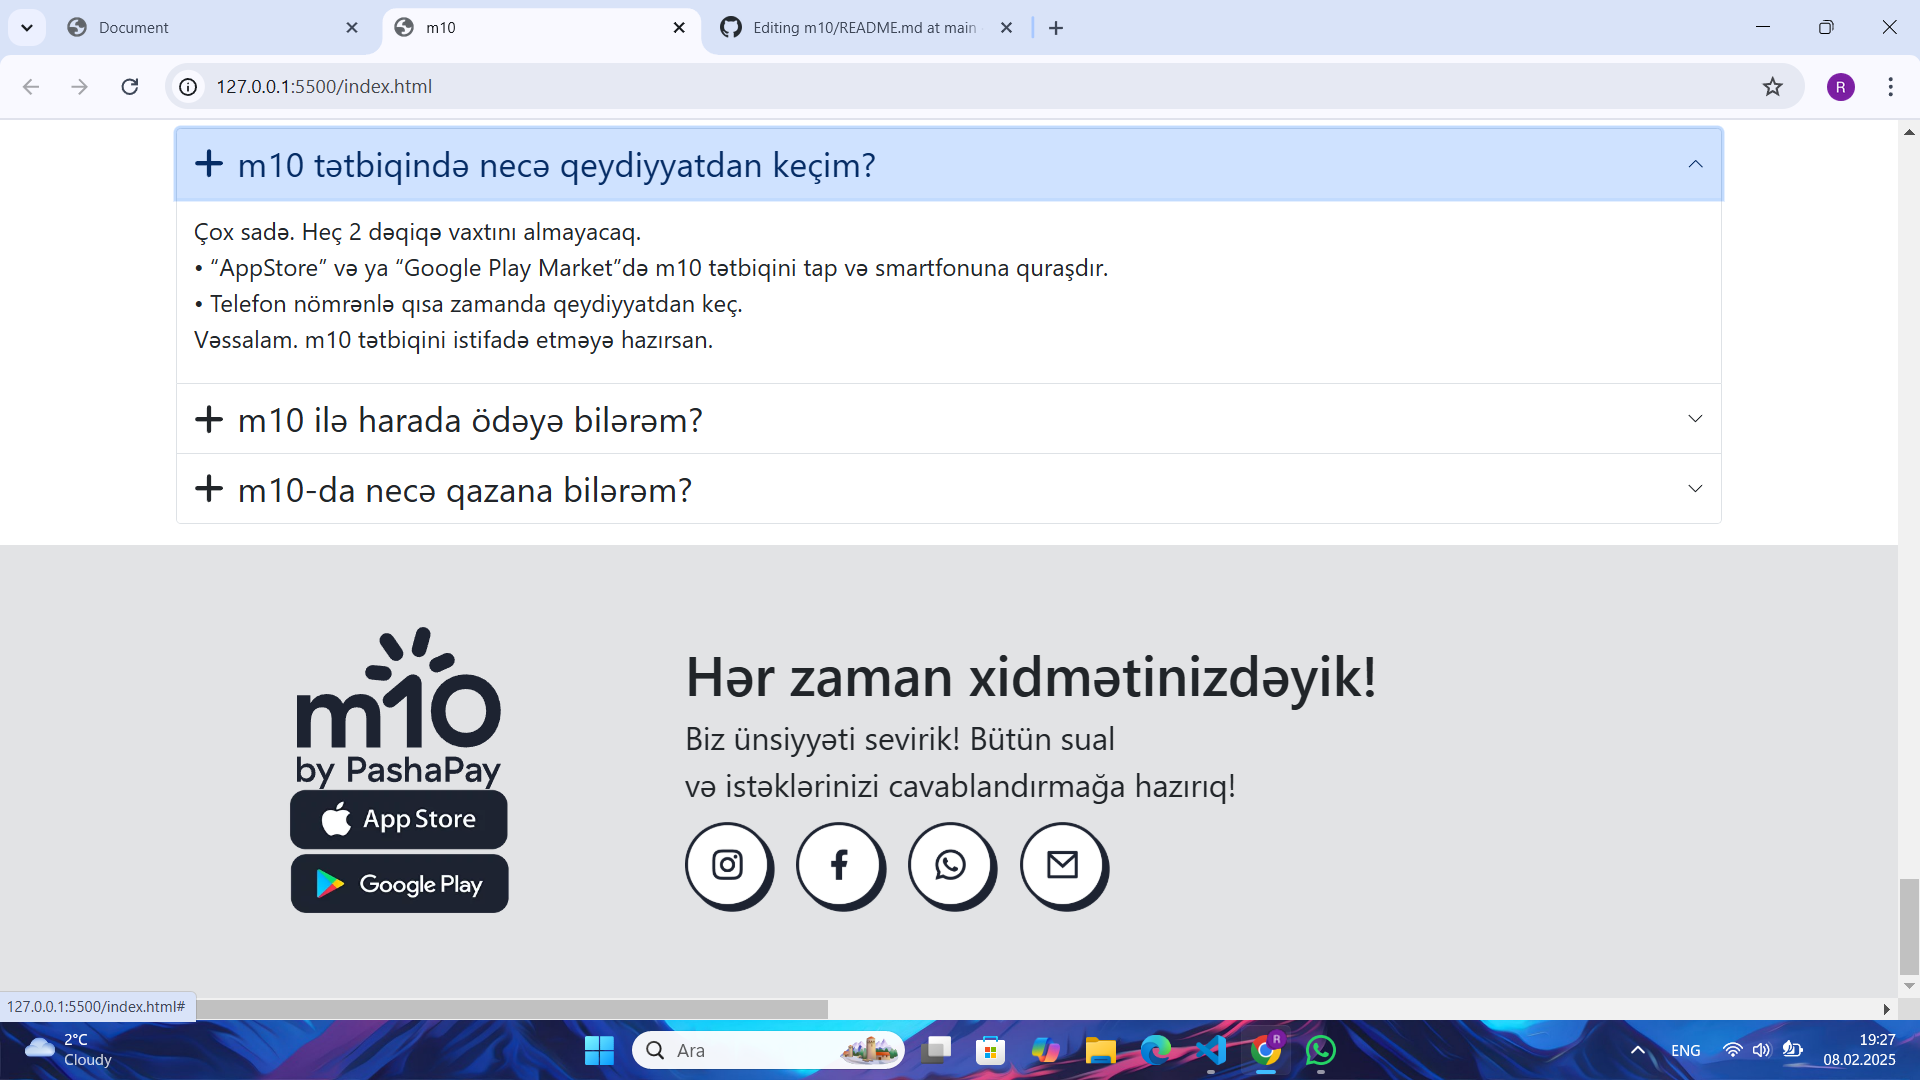 Document
m10
Editing m10/README.md at main
127.0.0.1:5500/index.html
R
m10 tətbiqində necə qeydiyyatdan keçim?
Çox sadə. Heç 2 dəqiqə vaxtını almayacaq.
• “AppStore” və ya “Google Play Market”də m10 tətbiqini tap və smartfonuna quraşdır.
• Telefon nömrənlə qısa zamanda qeydiyyatdan keç.
Vəssalam. m10 tətbiqini istifadə etməyə hazırsan.
m10 ilə harada ödəyə bilərəm?
m10-da necə qazana bilərəm?
m10
by PashaPay
App Store
Google Play
Hər zaman xidmətinizdəyik!
Biz ünsiyyəti sevirik! Bütün sual
və istəklərinizi cavablandırmağa hazırıq!
127.0.0.1:5500/index.html#
2°C
Cloudy
Ara
R
ENG
19:27
08.02.2025